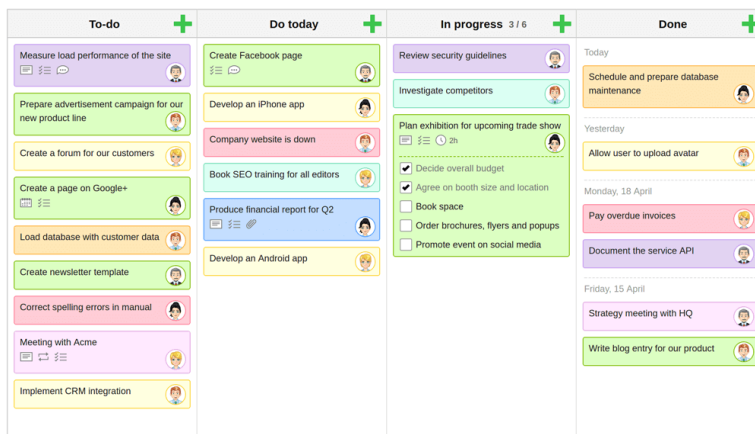 To-do
Measure load performance of the site
Prepare advertisement campaign for our
new product line
Create a forum for our customers
Create a page on Google+
Load database with customer data
Create newsletter template
Correct spelling errors in manual
Meeting with Acme
Implement CRM integration
Do today
Create Facebook page
Develop an iPhone app
Company website is down
Book SEO training for all editors
Produce financial report for Q2
Develop an Android app
In progress 3 / 6
Review security guidelines
Investigate competitors
Plan exhibition for upcoming trade show
2h
Decide overall budget
Agree on booth size and location
Book space
Order brochures, flyers and popups
Promote event on social media
Done
Today
Schedule and prepare database
maintenance
Yesterday
Allow user to upload avatar
Monday, 18 April
Pay overdue invoices
Document the service API
Friday, 15 April
Strategy meeting with HQ
Write blog entry for our product